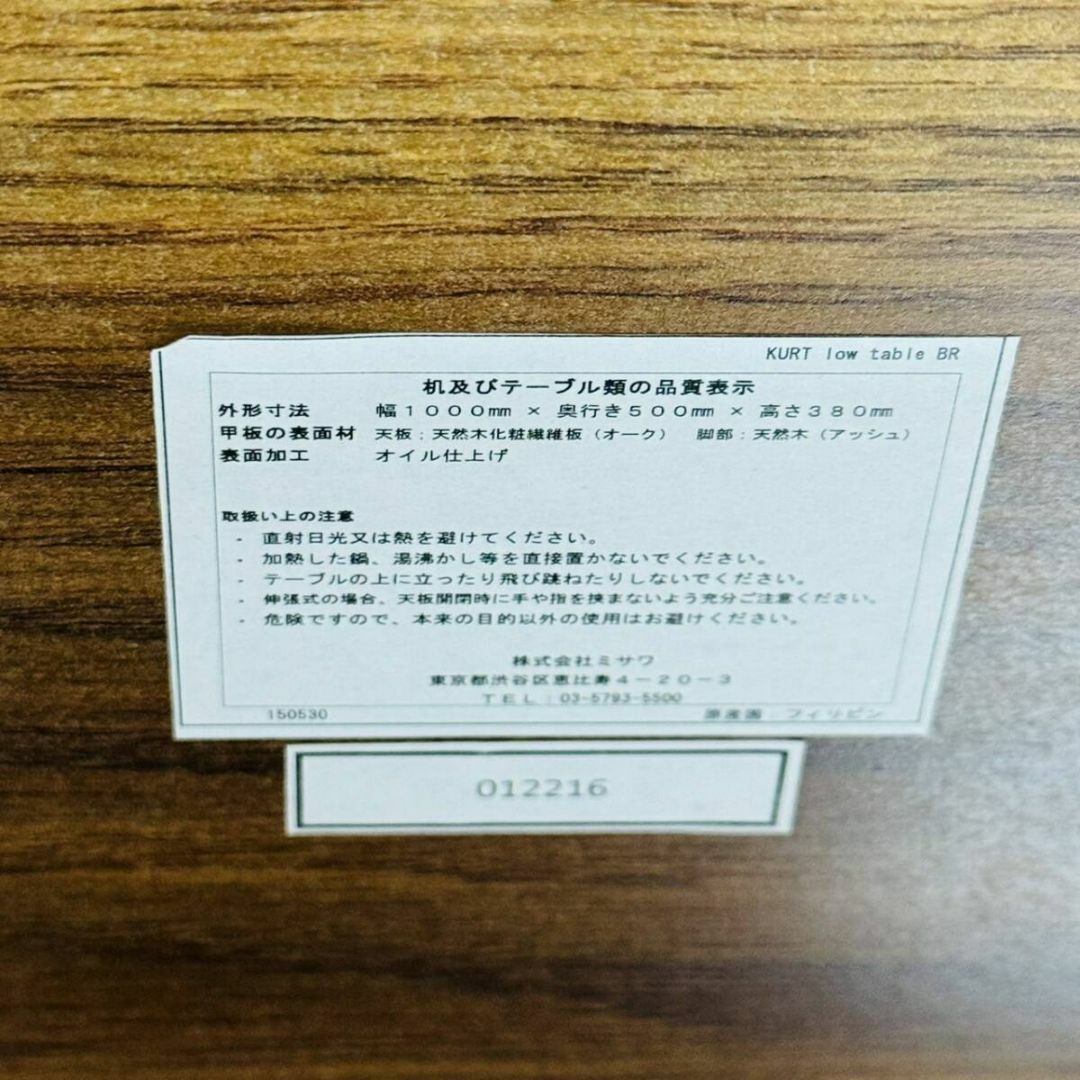 KURT low table BR
机及びテーブル類の品質表示
外形寸法 幅1000㎜ × 奥行き500㎜ × 高さ380㎜
甲板の表面材 天板：天然木化粧繊維板（オーク） 脚部：天然木（アッシュ）
表面加工 オイル仕上げ
取扱い上の注意
・ 直射日光又は熱を避けてください。
・ 加熱した鍋、湯沸かし等を直接置かないでください。
・ テーブルの上に立ったり飛び跳ねたりしないでください。
・ 伸張式の場合、天板開閉時に手や指を挟まないよう充分ご注意ください。
・ 危険ですので、本来の目的以外の使用はお避けください。
株式会社ミサワ
東京都渋谷区恵比寿4－20－3
TEL：03-5793-5500
150530 原産国：フィリピン
012216